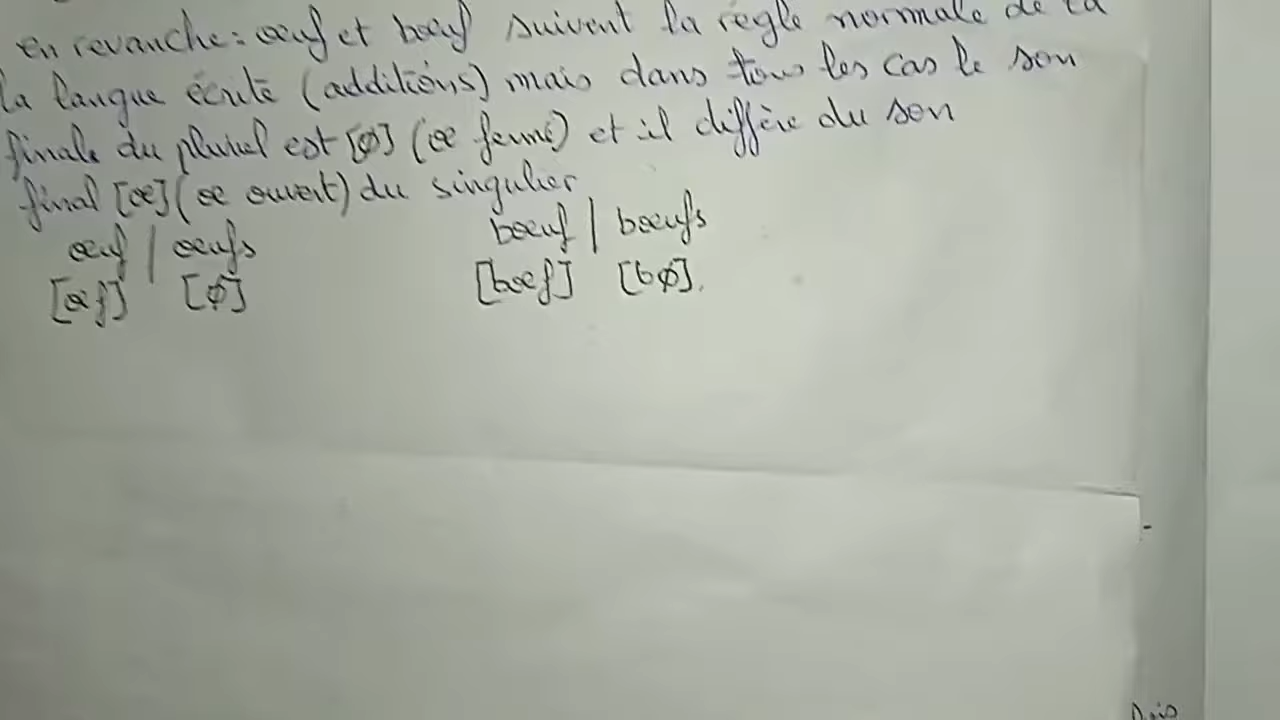 en revanche : œuf et bœuf suivent la règle normale de la
la langue écrite (additions) mais dans tous les cas le son
finale du pluriel est [ø] (œ fermé) et il diffère du son
final [œ] (œ ouvert) du singulier
œuf | œufs bœuf | bœufs
[œf] [ø] [bœf] [bø].